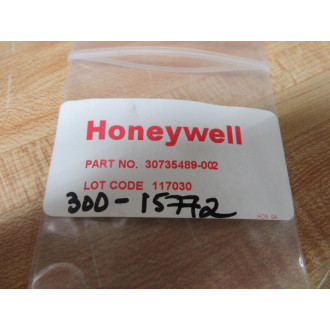 Honeywell
PART NO. 30735489-002
LOT CODE 117030
300-15772